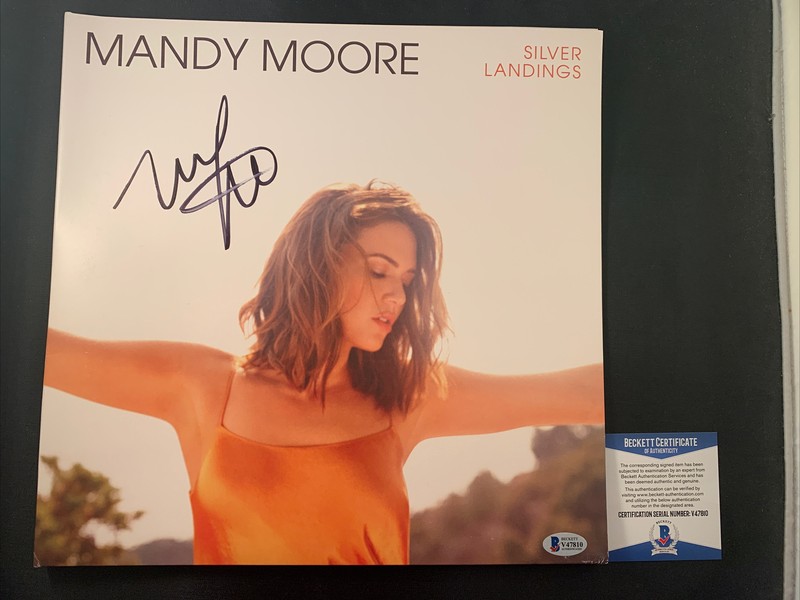 MANDY MOORE
SILVER
LANDINGS
BECKETT
V47810
BECKETT CERTIFICATE
OF AUTHENTICITY
The corresponding signed item has been
subjected to examination by an expert from
Beckett Authentication Services and has
been deemed authentic and genuine.
This authentication can be verified by
visiting www.beckett-authentication.com
and utilizing the below authentication
number in the designated area.
CERTIFICATION SERIAL NUMBER: V47810
BECKETT